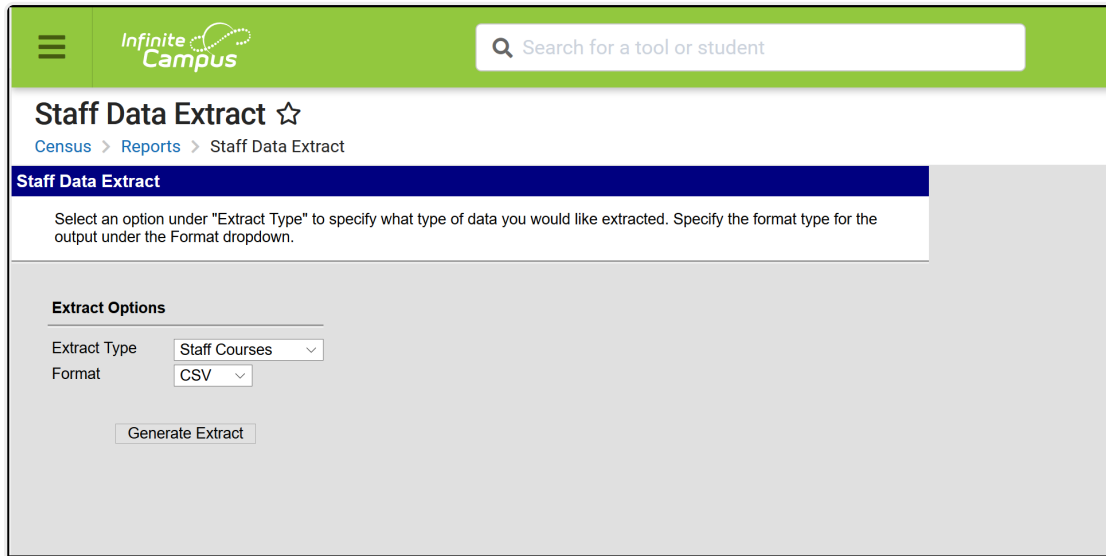 Infinite
Campus
Search for a tool or student
Staff Data Extract
Census > Reports > Staff Data Extract
Staff Data Extract
Select an option under "Extract Type" to specify what type of data you would like extracted. Specify the format type for the
output under the Format dropdown.
Extract Options
Extract Type Staff Courses
Format CSV
Generate Extract